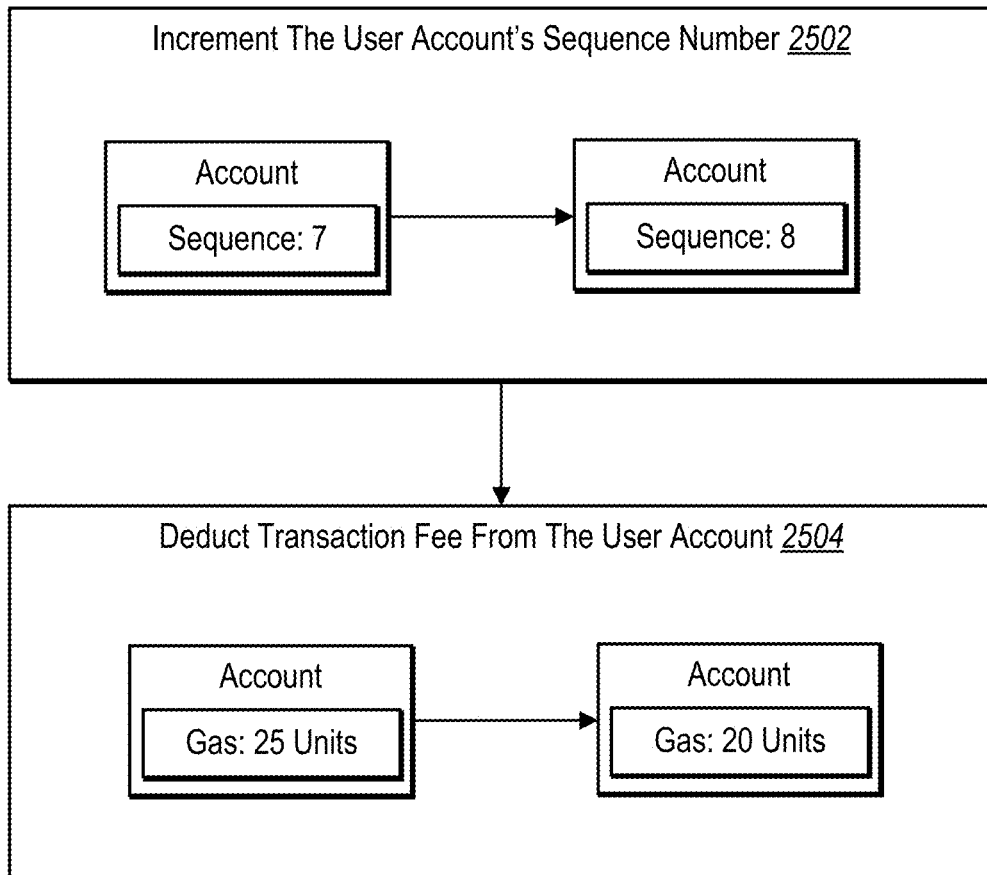 Increment The User Account's Sequence Number 2502
Account
Sequence: 7
Account
Sequence: 8
Deduct Transaction Fee From The User Account 2504
Account
Gas: 25 Units
Account
Gas: 20 Units